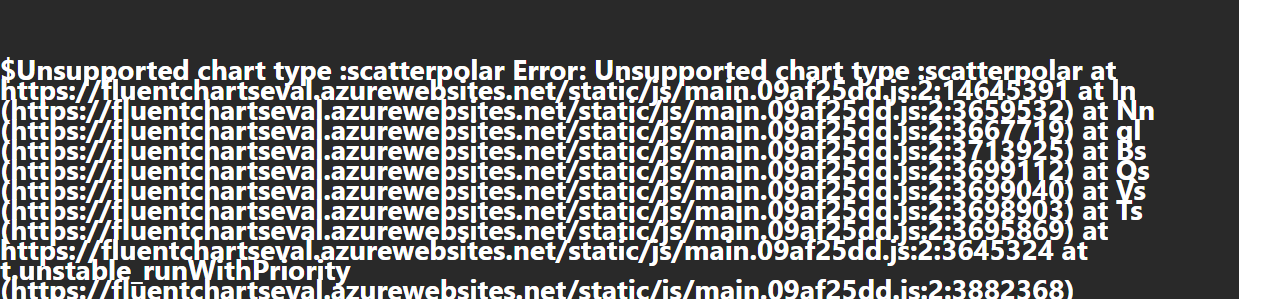 $Unsupported chart type :scatterpolar Error: Unsupported chart type :scatterpolar at
https://fluentchartseval.azurewebsites.net/static/js/main.09af25dd.js:2:14645391 at ln
(https://fluentchartseval.azurewebsites.net/static/js/main.09af25dd.js:2:3659532) at Nn
(https://fluentchartseval.azurewebsites.net/static/js/main.09af25dd.js:2:3667719) at gl
(https://fluentchartseval.azurewebsites.net/static/js/main.09af25dd.js:2:3713925) at Bs
(https://fluentchartseval.azurewebsites.net/static/js/main.09af25dd.js:2:3699112) at Qs
(https://fluentchartseval.azurewebsites.net/static/js/main.09af25dd.js:2:3699040) at Vs
(https://fluentchartseval.azurewebsites.net/static/js/main.09af25dd.js:2:3698903) at Ts
(https://fluentchartseval.azurewebsites.net/static/js/main.09af25dd.js:2:3695869) at
https://fluentchartseval.azurewebsites.net/static/js/main.09af25dd.js:2:3645324 at
t.unstable_runWithPriority
(https://fluentchartseval.azurewebsites.net/static/js/main.09af25dd.js:2:3882368)